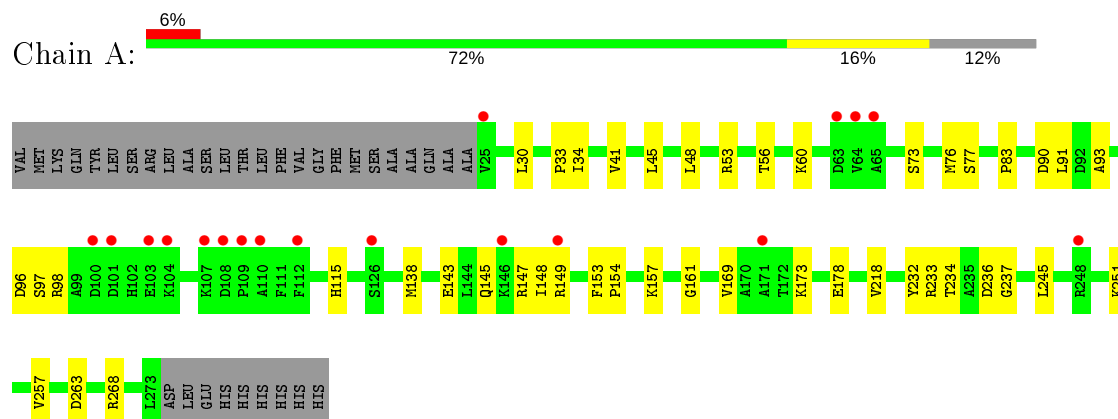 6%
Chain A:
72% 16% 12%
VAL MET LYS GLN TYR LEU SER ARG LEU ALA SER LEU THR LEU PHE VAL GLY PHE MET SER ALA ALA GLN ALA ALA V25 L30 P33 I34 V41 L45 L48 R53 T56 K60 D63 V64 A65 S73 M76 S77 P83 D90 L91 D92 A93
D96 S97 R98 A99 D100 D101 H102 E103 K104 K107 D108 P109 A110 F111 F112 H115 S126 M138 E143 L144 Q145 K146 R147 I148 R149 F153 P154 K157 G161 V169 A170 A171 T172 K173 E178 V218 Y232 R233 T234 A235 D236 G237 L245 R248 K251
V257 D263 R268 L273 ASP LEU GLU HIS HIS HIS HIS HIS HIS